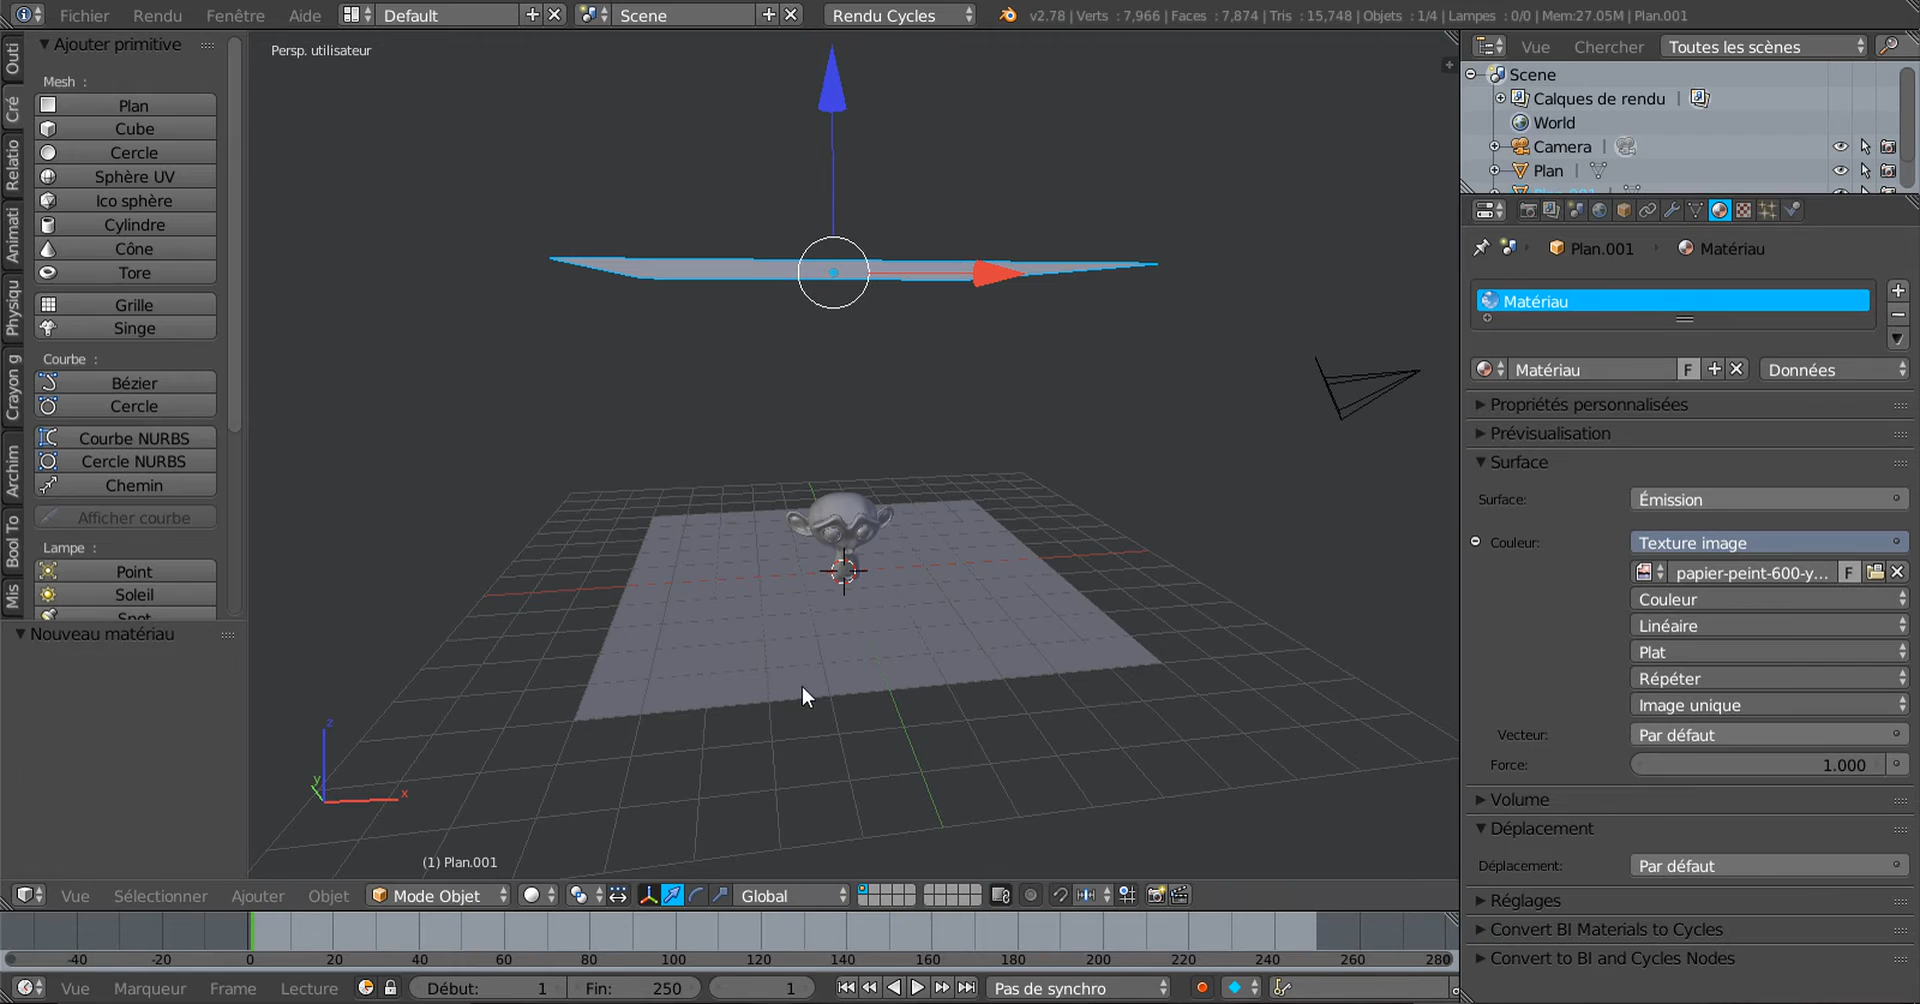 Fichier Rendu Fenêtre Aide Default Scene Rendu Cycles v2.78 | Verts : 7,966 | Faces : 7,874 | Tris : 15,748 | Objets : 1/4 | Lampes : 0/0 | Mem:27.05M | Plan.001
Outi
Cré
Relatio
Animati
Physiqu
Crayon g
Archim
Bool To
Mis
Ajouter primitive
Mesh :
Plan
Cube
Cercle
Sphère UV
Ico sphère
Cylindre
Cône
Tore
Grille
Singe
Courbe :
Bézier
Cercle
Courbe NURBS
Cercle NURBS
Chemin
Afficher courbe
Lampe :
Point
Soleil
Spot
Nouveau matériau
Persp. utilisateur
z
y
x
(1) Plan.001
Vue Sélectionner Ajouter Objet Mode Objet Global
-40 -20 0 20 40 60 80 100 120 140 160 180 200 220 240 260 280
Vue Marqueur Frame Lecture Début: 1 Fin: 250 1 Pas de synchro
Vue Chercher Toutes les scènes
Scene
Calques de rendu |
World
Camera |
Plan |
Plan.001
Plan.001 Matériau
Matériau
Matériau F Données
Propriétés personnalisées
Prévisualisation
Surface
Surface: Émission
Couleur: Texture image
papier-peint-600-y... F
Couleur
Linéaire
Plat
Répéter
Image unique
Vecteur: Par défaut
Force: 1.000
Volume
Déplacement
Déplacement: Par défaut
Réglages
Convert BI Materials to Cycles
Convert to BI and Cycles Nodes